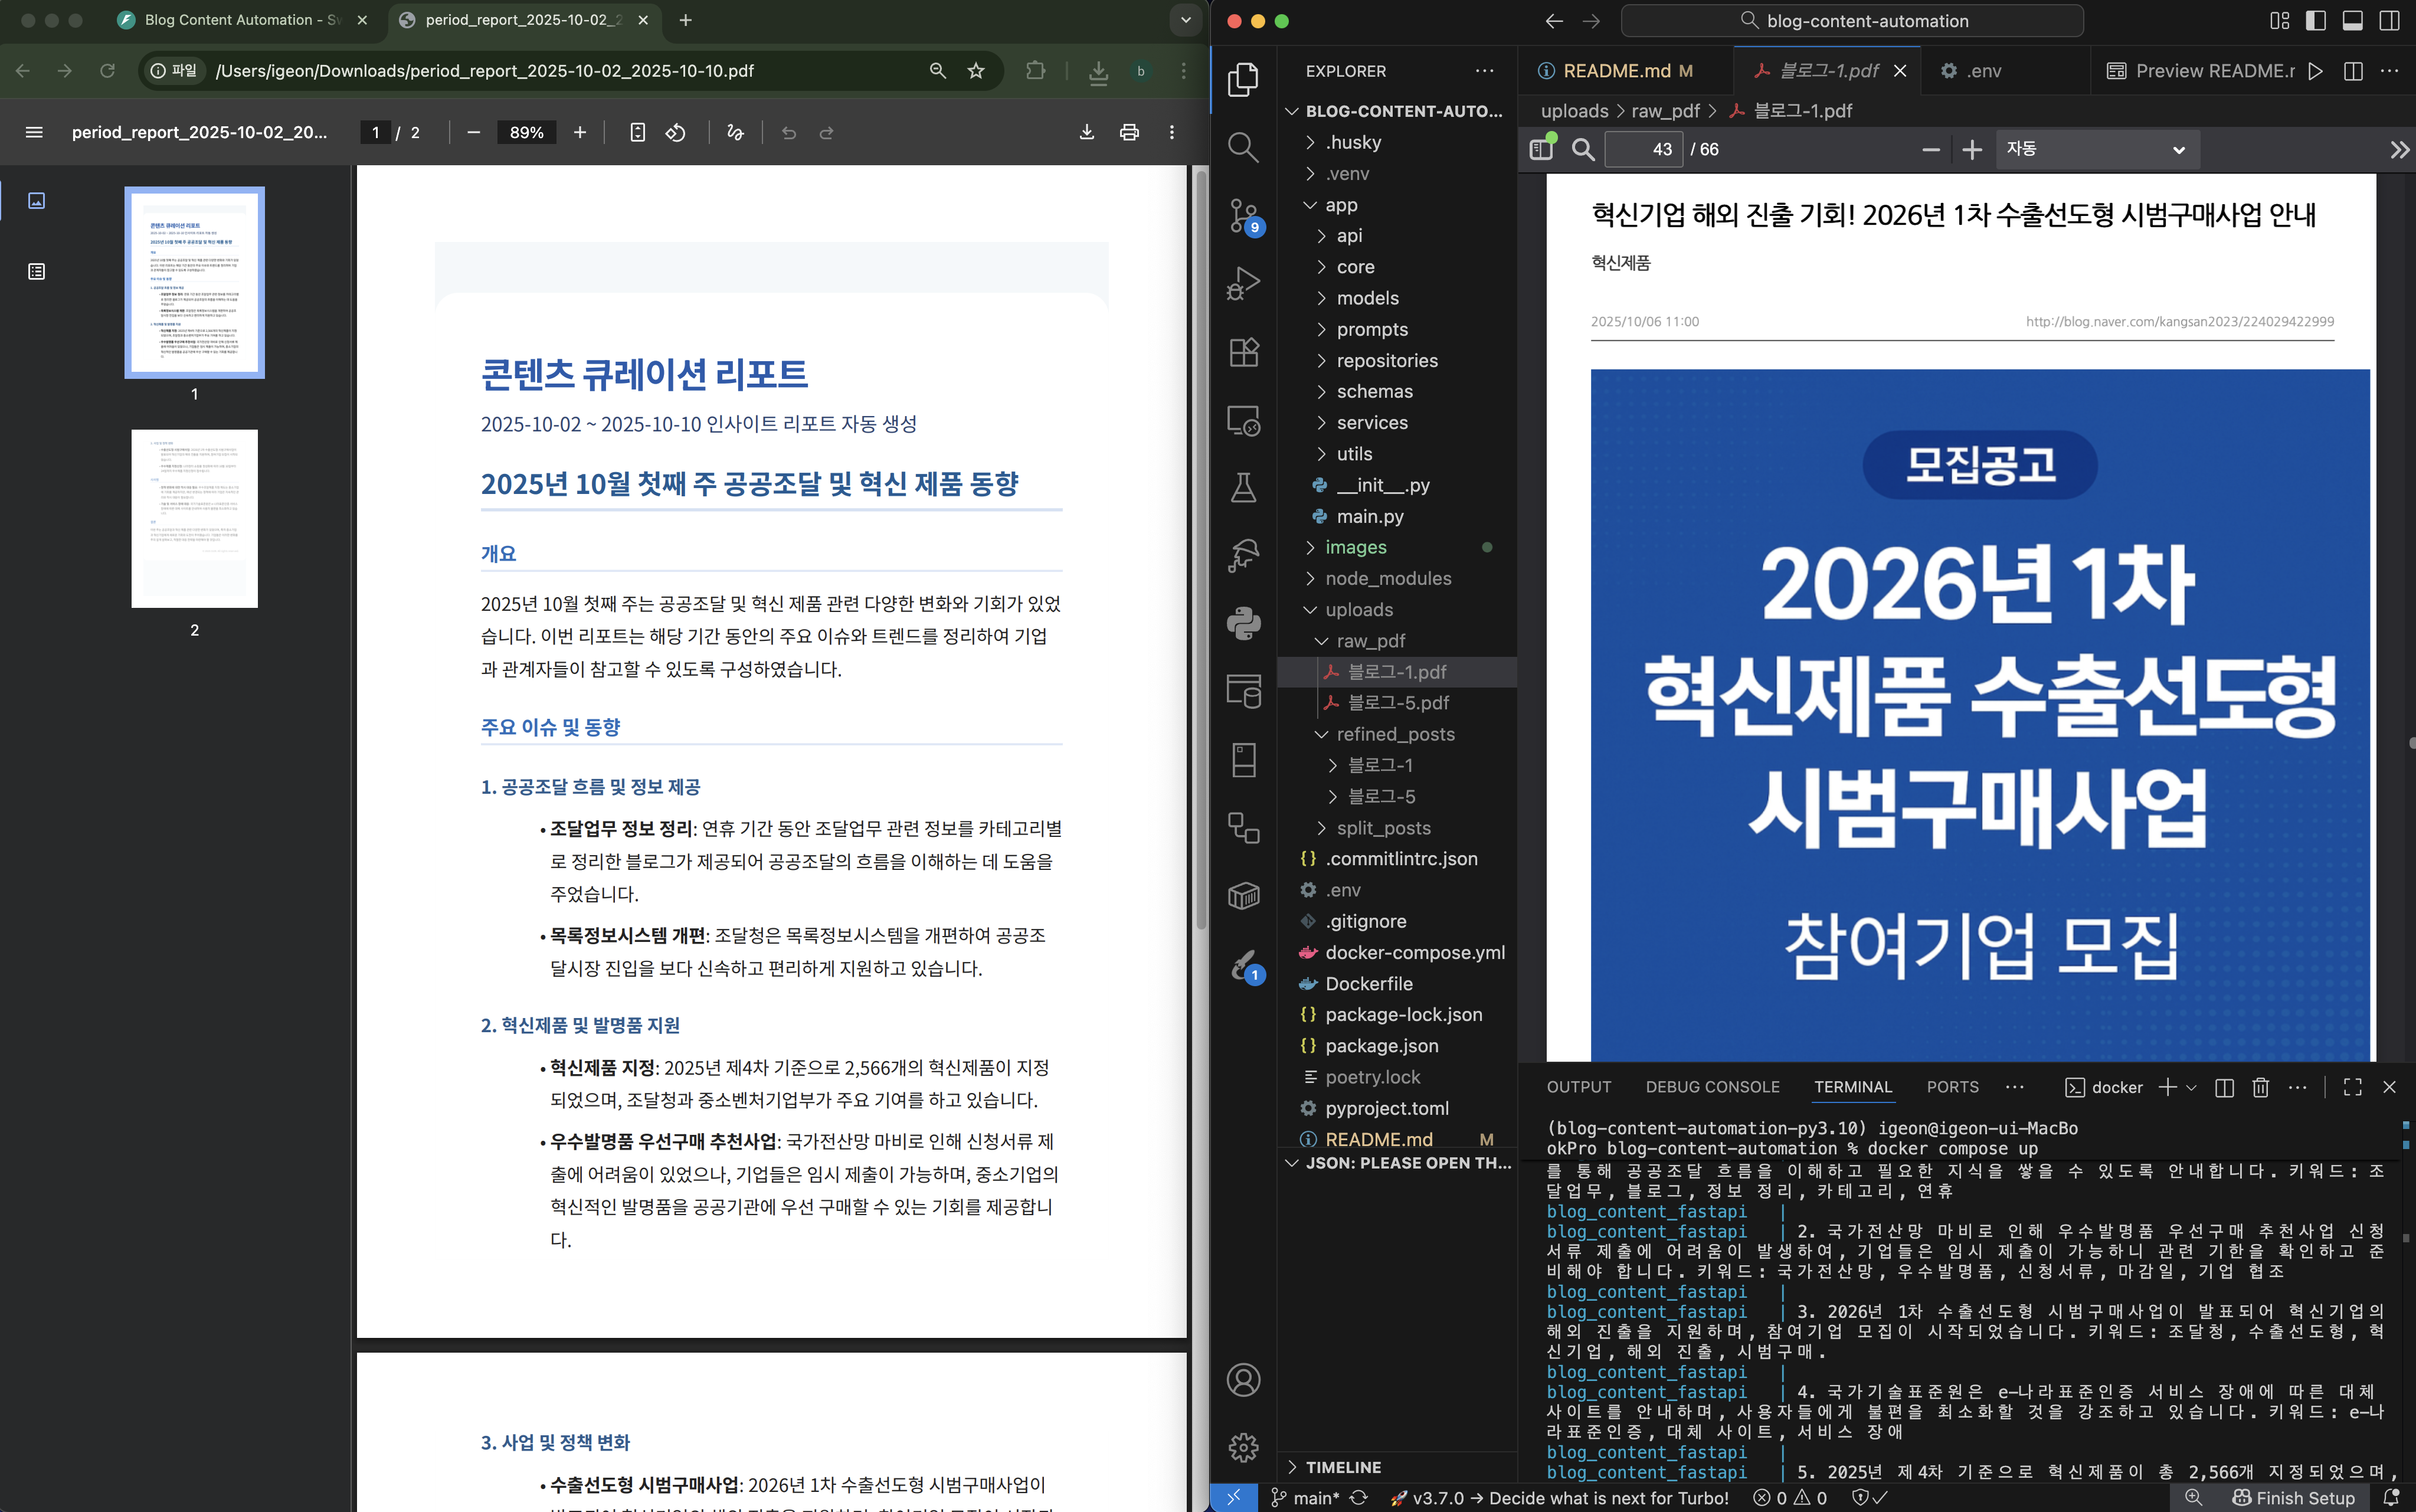 Blog Content Automation - Sw
period_report_2025-10-02_2
파일
/Users/igeon/Downloads/period_report_2025-10-02_2025-10-10.pdf
b
period_report_2025-10-02_20...
1 / 2
89%
1
2
콘텐츠 큐레이션 리포트
2025-10-02 ~ 2025-10-10 인사이트 리포트 자동 생성
2025년 10월 첫째 주 공공조달 및 혁신 제품 동향
개요
2025년 10월 첫째 주는 공공조달 및 혁신 제품 관련 다양한 변화와 기회가 있었
습니다. 이번 리포트는 해당 기간 동안의 주요 이슈와 트렌드를 정리하여 기업
과 관계자들이 참고할 수 있도록 구성하였습니다.
주요 이슈 및 동향
1. 공공조달 흐름 및 정보 제공
• 조달업무 정보 정리: 연휴 기간 동안 조달업무 관련 정보를 카테고리별
로 정리한 블로그가 제공되어 공공조달의 흐름을 이해하는 데 도움을
주었습니다.
• 목록정보시스템 개편: 조달청은 목록정보시스템을 개편하여 공공조
달시장 진입을 보다 신속하고 편리하게 지원하고 있습니다.
2. 혁신제품 및 발명품 지원
• 혁신제품 지정: 2025년 제4차 기준으로 2,566개의 혁신제품이 지정
되었으며, 조달청과 중소벤처기업부가 주요 기여를 하고 있습니다.
• 우수발명품 우선구매 추천사업: 국가전산망 마비로 인해 신청서류 제
출에 어려움이 있었으나, 기업들은 임시 제출이 가능하며, 중소기업의
혁신적인 발명품을 공공기관에 우선 구매할 수 있는 기회를 제공합니
다.
3. 사업 및 정책 변화
• 수출선도형 시범구매사업: 2026년 1차 수출선도형 시범구매사업이
blog-content-automation
EXPLORER
BLOG-CONTENT-AUTO...
.husky
.venv
app
api
core
models
prompts
repositories
schemas
services
utils
__init__.py
main.py
images
node_modules
uploads
raw_pdf
블로그-1.pdf
블로그-5.pdf
refined_posts
블로그-1
블로그-5
split_posts
.commitlintrc.json
.env
.gitignore
docker-compose.yml
Dockerfile
package-lock.json
package.json
poetry.lock
pyproject.toml
README.md M
JSON: PLEASE OPEN TH...
TIMELINE
9
1
README.md M
블로그-1.pdf
.env
Preview README.r
uploads > raw_pdf > 블로그-1.pdf
43 / 66
자동
혁신기업 해외 진출 기회! 2026년 1차 수출선도형 시범구매사업 안내
혁신제품
2025/10/06 11:00
http://blog.naver.com/kangsan2023/224029422999
모집공고
2026년 1차
혁신제품 수출선도형
시범구매사업
참여기업 모집
OUTPUT DEBUG CONSOLE TERMINAL PORTS
docker
(blog-content-automation-py3.10) igeon@igeon-ui-MacBo
okPro blog-content-automation % docker compose up
를 통해 공공조달 흐름을 이해하고 필요한 지식을 쌓을 수 있도록 안내합니다. 키워드: 조
달업무, 블로그, 정보 정리, 카테고리, 연휴
blog_content_fastapi |
blog_content_fastapi | 2. 국가전산망 마비로 인해 우수발명품 우선구매 추천사업 신청
서류 제출에 어려움이 발생하여, 기업들은 임시 제출이 가능하니 관련 기한을 확인하고 준
비해야 합니다. 키워드: 국가전산망, 우수발명품, 신청서류, 마감일, 기업 협조
blog_content_fastapi |
blog_content_fastapi | 3. 2026년 1차 수출선도형 시범구매사업이 발표되어 혁신기업의
해외 진출을 지원하며, 참여기업 모집이 시작되었습니다. 키워드: 조달청, 수출선도형, 혁
신기업, 해외 진출, 시범구매.
blog_content_fastapi |
blog_content_fastapi | 4. 국가기술표준원은 e-나라표준인증 서비스 장애에 따른 대체
사이트를 안내하며, 사용자들에게 불편을 최소화할 것을 강조하고 있습니다. 키워드: e-나
라표준인증, 대체 사이트, 서비스 장애
blog_content_fastapi |
blog_content_fastapi | 5. 2025년 제4차 기준으로 혁신제품이 총 2,566개 지정되었으며,
main*
v3.7.0 → Decide what is next for Turbo!
0 0
Finish Setup